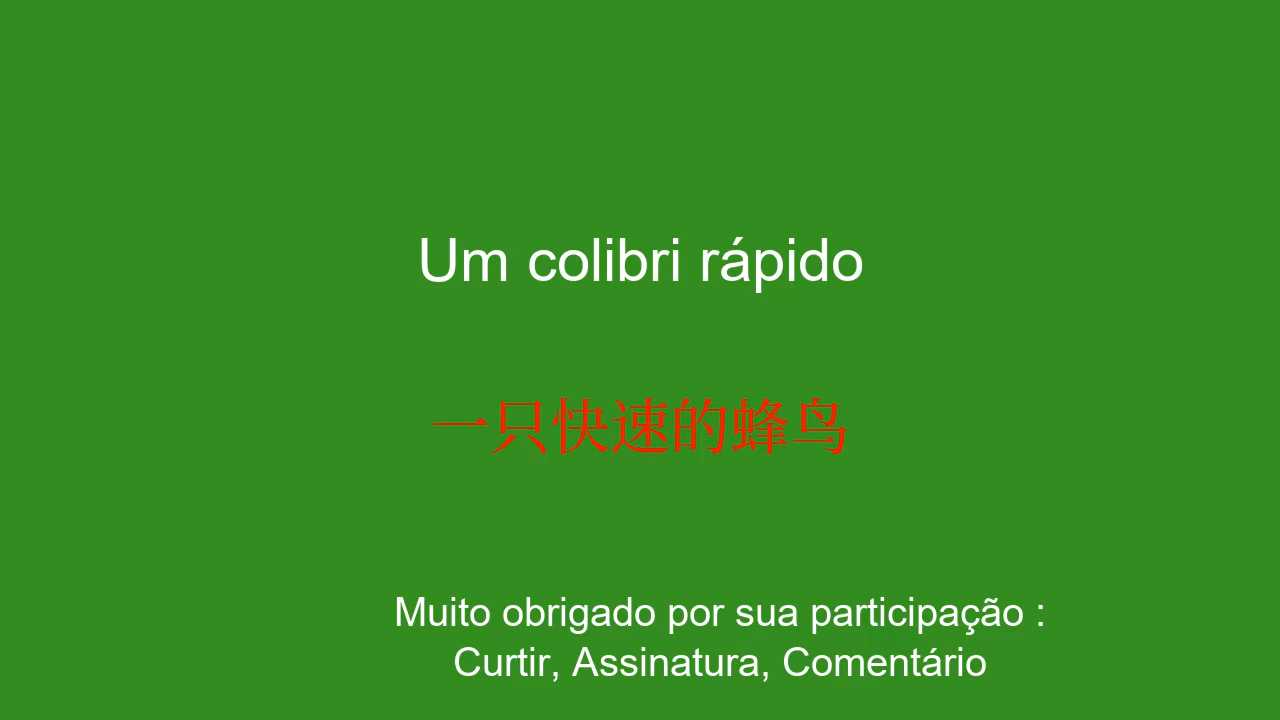 Um colibri rápido
一只快速的蜂鸟
Muito obrigado por sua participação :
Curtir, Assinatura, Comentário